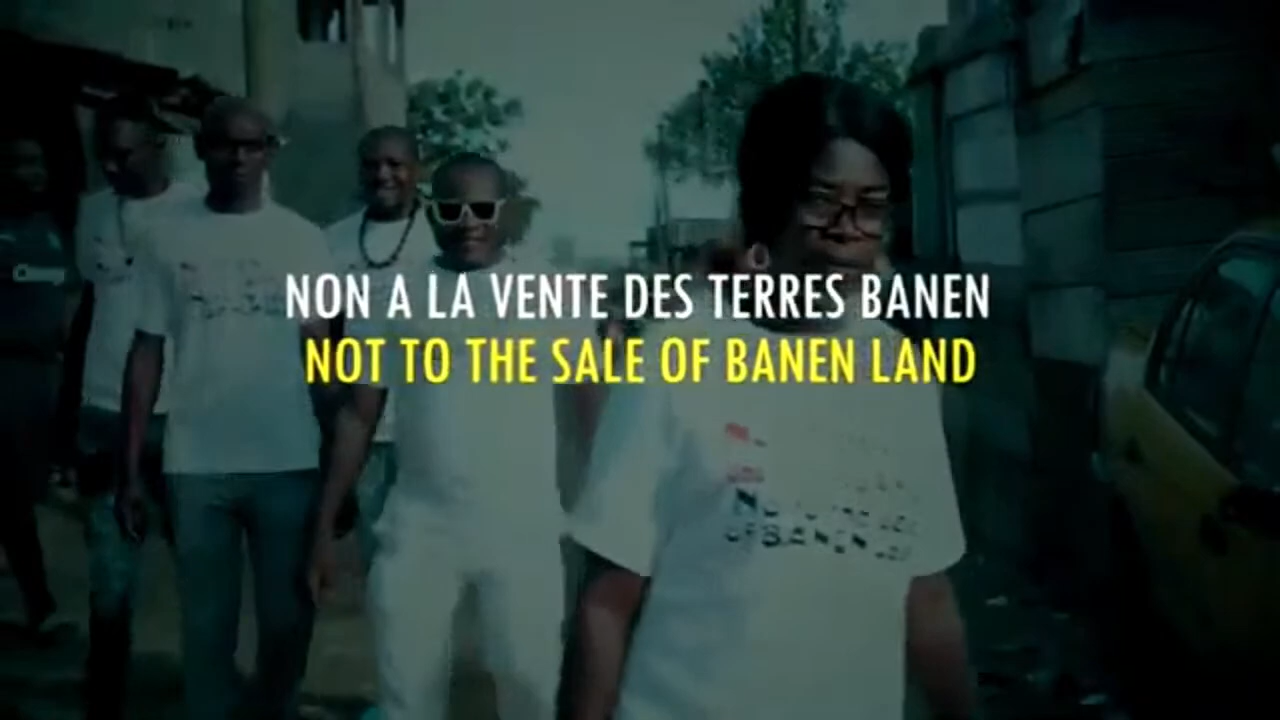 NON A LA VENTE DES TERRES BANEN
NOT TO THE SALE OF BANEN LAND